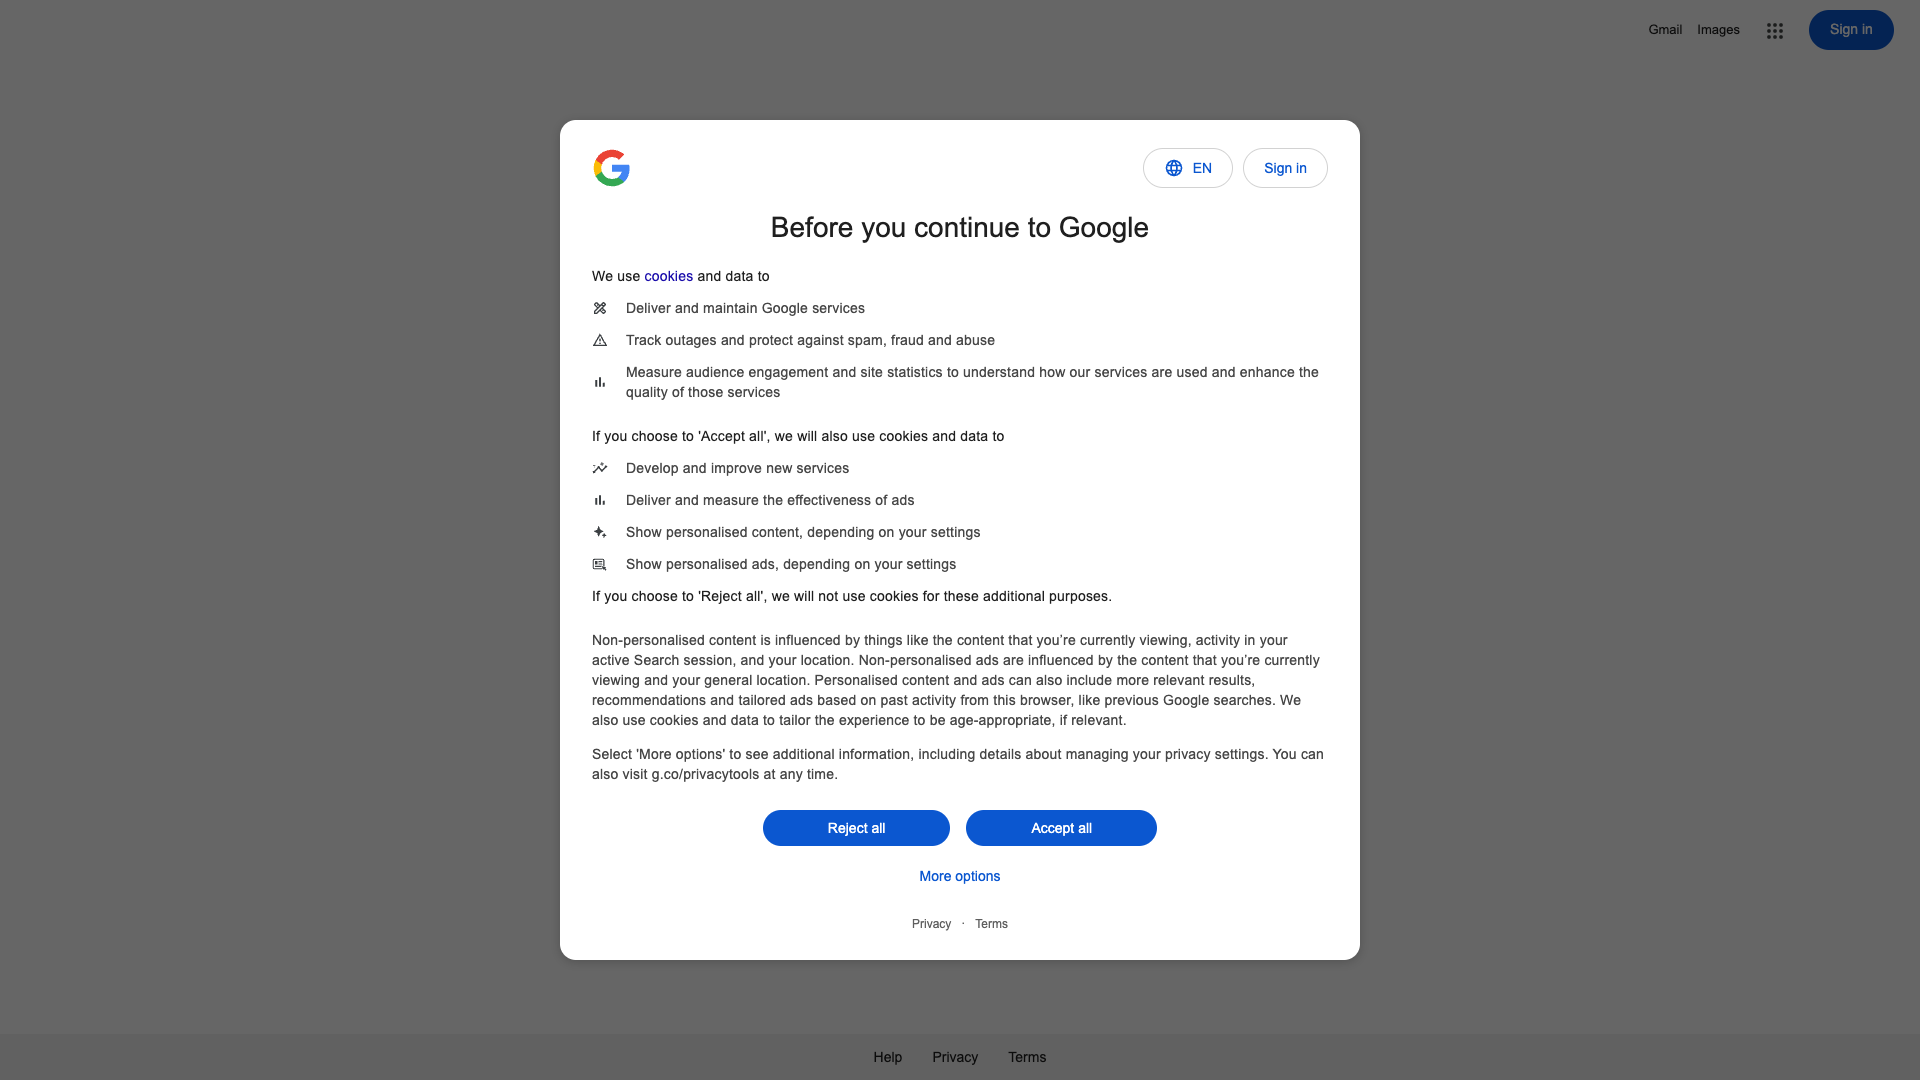 Gmail Images Sign in
EN Sign in
Before you continue to Google
We use cookies and data to
Deliver and maintain Google services
Track outages and protect against spam, fraud and abuse
Measure audience engagement and site statistics to understand how our services are used and enhance the
quality of those services
If you choose to 'Accept all', we will also use cookies and data to
Develop and improve new services
Deliver and measure the effectiveness of ads
Show personalised content, depending on your settings
Show personalised ads, depending on your settings
If you choose to 'Reject all', we will not use cookies for these additional purposes.
Non-personalised content is influenced by things like the content that you’re currently viewing, activity in your
active Search session, and your location. Non-personalised ads are influenced by the content that you’re currently
viewing and your general location. Personalised content and ads can also include more relevant results,
recommendations and tailored ads based on past activity from this browser, like previous Google searches. We
also use cookies and data to tailor the experience to be age-appropriate, if relevant.
Select 'More options' to see additional information, including details about managing your privacy settings. You can
also visit g.co/privacytools at any time.
Reject all Accept all
More options
Privacy · Terms
Help Privacy Terms